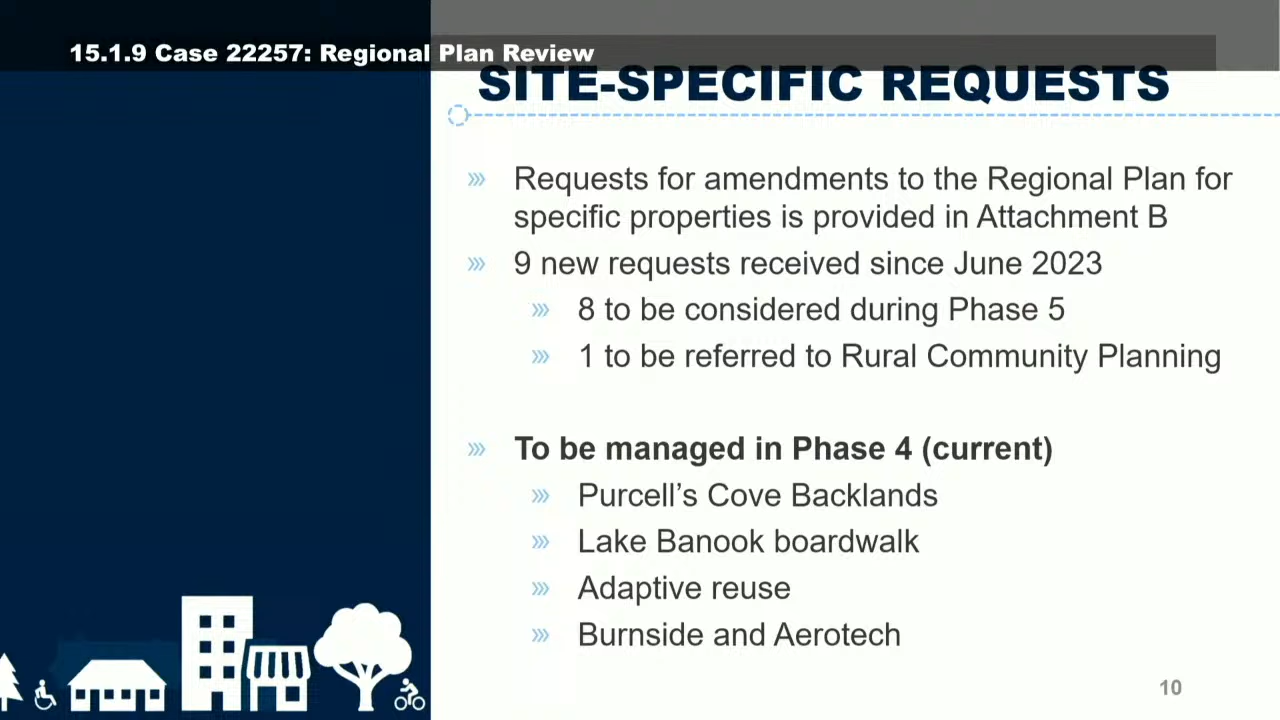 15.1.9 Case 22257: Regional Plan Review
SITE-SPECIFIC REQUESTS
Requests for amendments to the Regional Plan for
specific properties is provided in Attachment B
9 new requests received since June 2023
8 to be considered during Phase 5
1 to be referred to Rural Community Planning
To be managed in Phase 4 (current)
Purcell's Cove Backlands
Lake Banook boardwalk
Adaptive reuse
Burnside and Aerotech
10